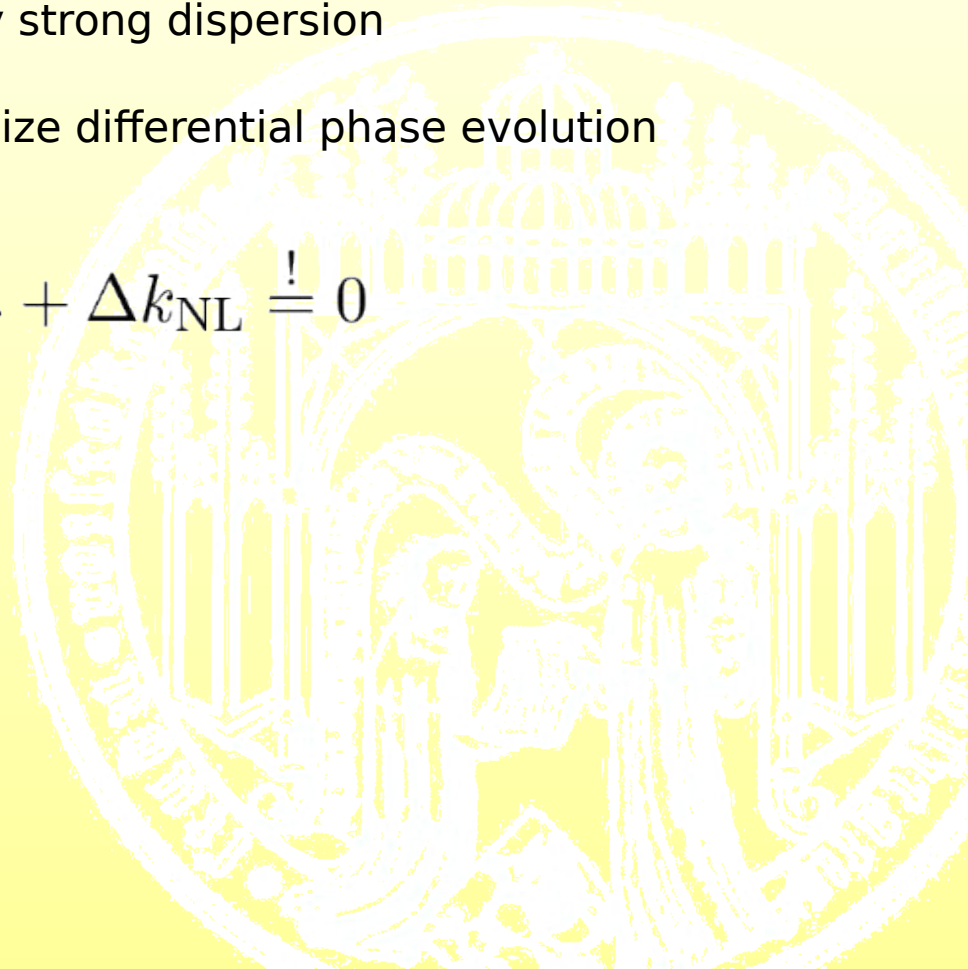 strong dispersion
ize differential phase evolution
+ Δk_NL =! 0